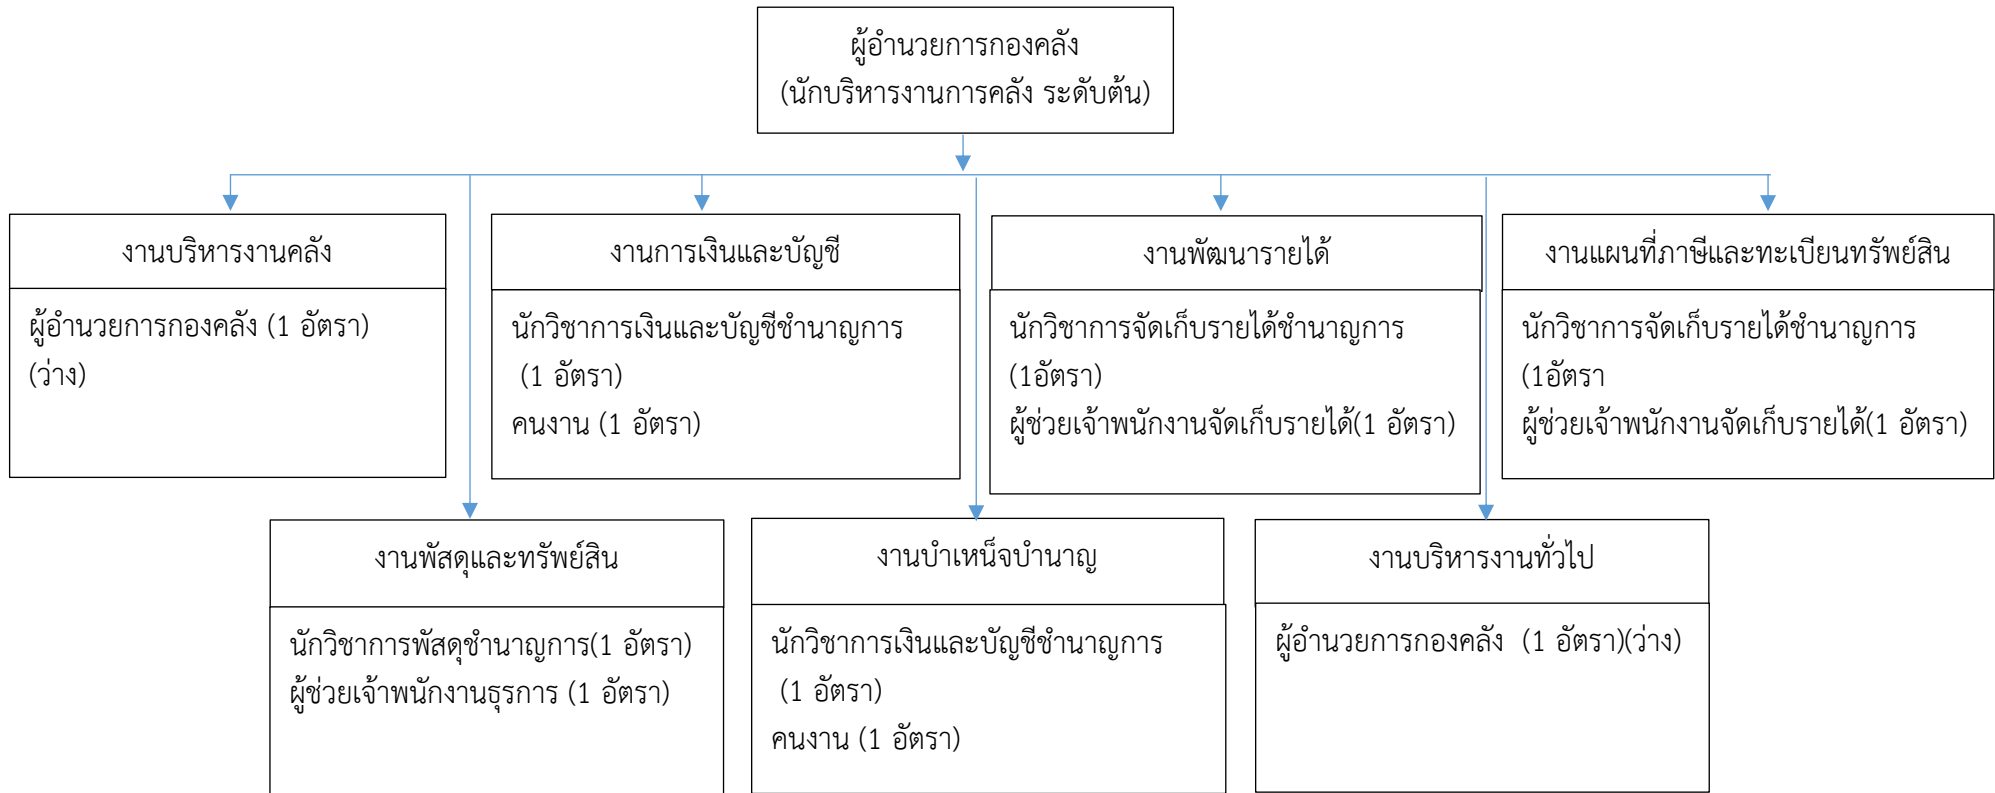 ผู้อำนวยการกองคลัง
(นักบริหารงานการคลัง ระดับต้น)
งานบริหารงานคลัง
ผู้อำนวยการกองคลัง (1 อัตรา)
(ว่าง)
งานการเงินและบัญชี
นักวิชาการเงินและบัญชีชำนาญการ
(1 อัตรา)
คนงาน (1 อัตรา)
งานพัฒนารายได้
นักวิชาการจัดเก็บรายได้ชำนาญการ
(1อัตรา)
ผู้ช่วยเจ้าพนักงานจัดเก็บรายได้(1 อัตรา)
งานแผนที่ภาษีและทะเบียนทรัพย์สิน
นักวิชาการจัดเก็บรายได้ชำนาญการ
(1อัตรา
ผู้ช่วยเจ้าพนักงานจัดเก็บรายได้(1 อัตรา)
งานพัสดุและทรัพย์สิน
นักวิชาการพัสดุชำนาญการ(1 อัตรา)
ผู้ช่วยเจ้าพนักงานธุรการ (1 อัตรา)
งานบำเหน็จบำนาญ
นักวิชาการเงินและบัญชีชำนาญการ
(1 อัตรา)
คนงาน (1 อัตรา)
งานบริหารงานทั่วไป
ผู้อำนวยการกองคลัง  (1 อัตรา)(ว่าง)